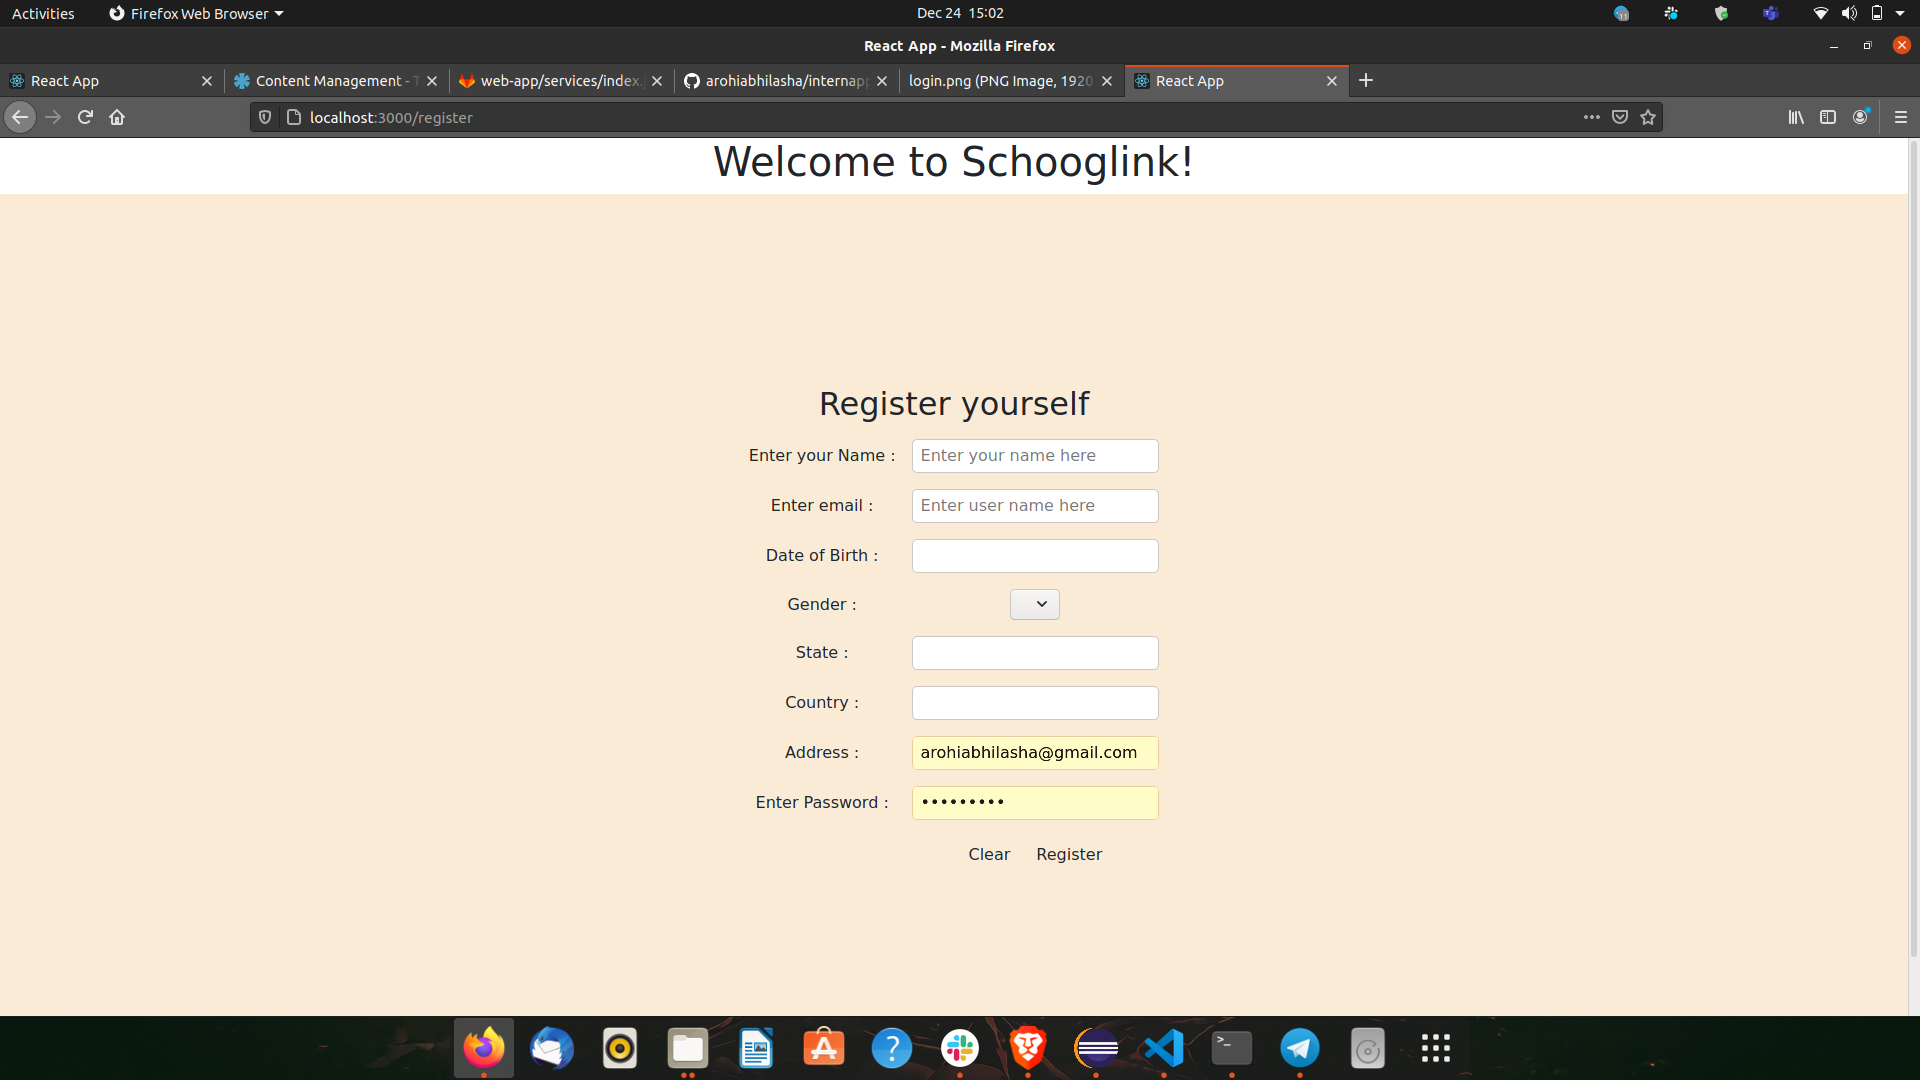 Activities Firefox Web Browser Dec 24 15:02
React App - Mozilla Firefox
React App Content Management - T web-app/services/index. arohiabhilasha/internapp login.png (PNG Image, 1920 React App
localhost:3000/register
Welcome to Schooglink!
Register yourself
Enter your Name : Enter your name here
Enter email : Enter user name here
Date of Birth :
Gender :
State :
Country :
Address : arohiabhilasha@gmail.com
Enter Password : •••••••••
Clear Register